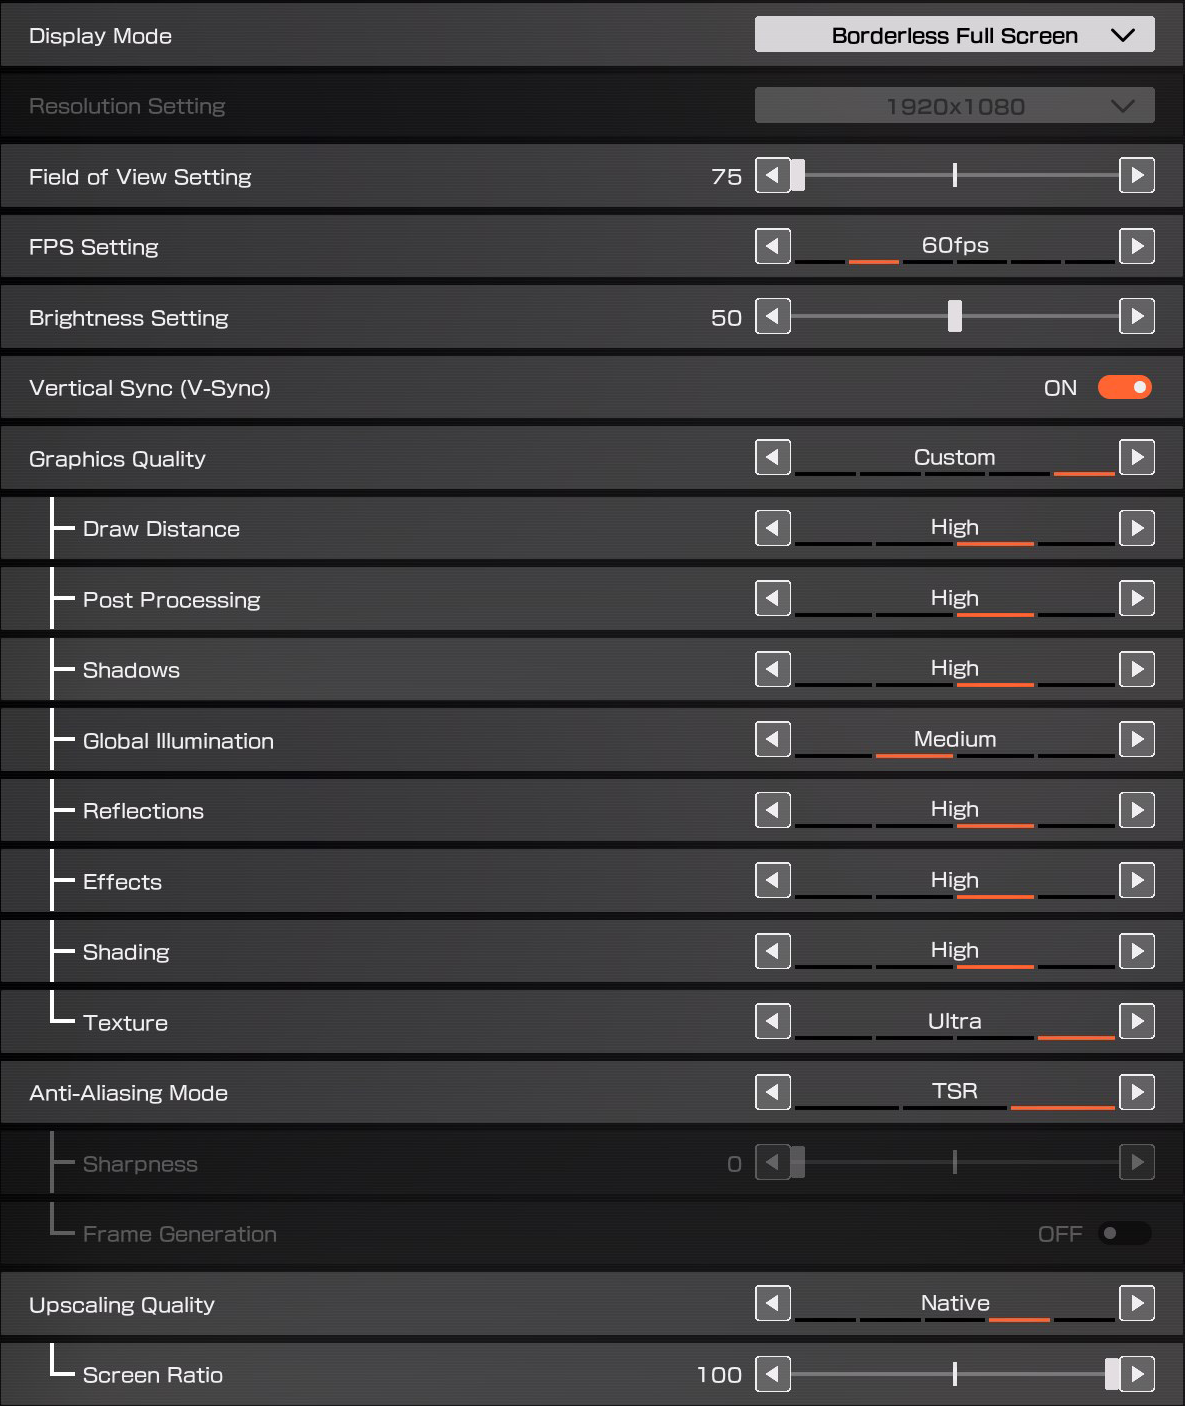 Display Mode Borderless Full Screen
Resolution Setting 1920x1080
Field of View Setting 75
FPS Setting 60fps
Brightness Setting 50
Vertical Sync (V-Sync) ON
Graphics Quality Custom
Draw Distance High
Post Processing High
Shadows High
Global Illumination Medium
Reflections High
Effects High
Shading High
Texture Ultra
Anti-Aliasing Mode TSR
Sharpness 0
Frame Generation OFF
Upscaling Quality Native
Screen Ratio 100